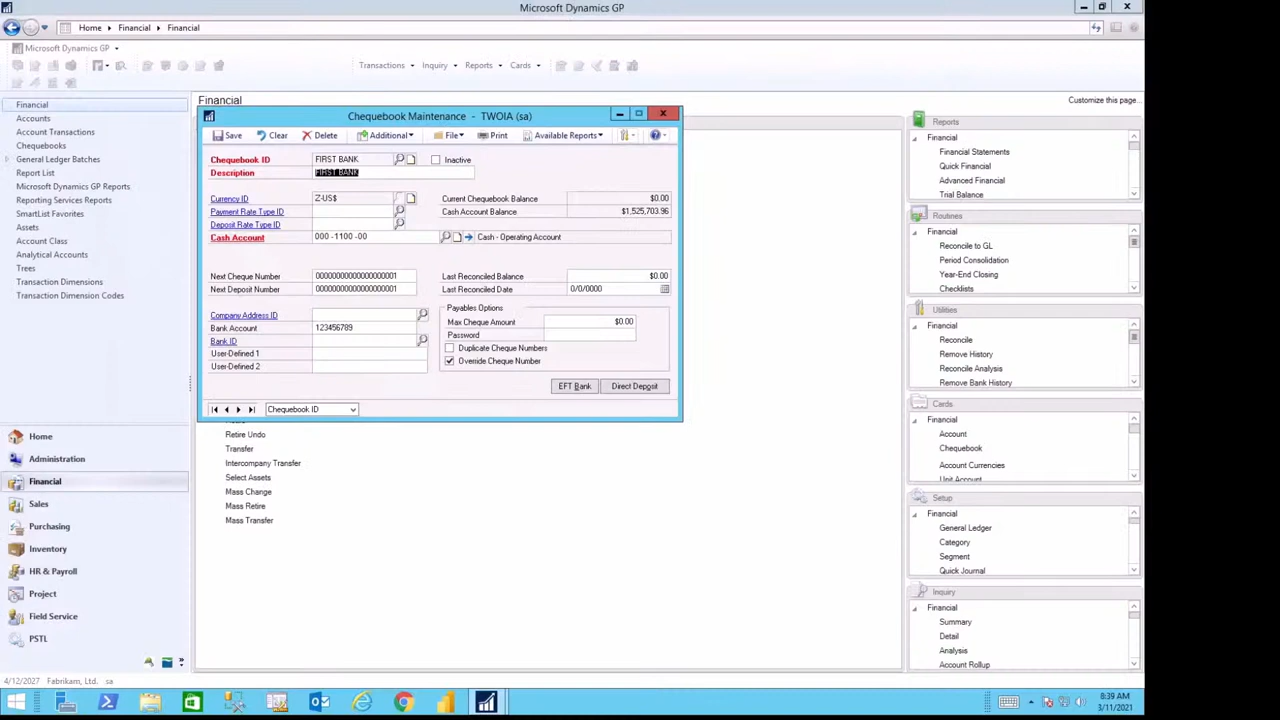 Microsoft Dynamics GP
Home Financial Financial
Microsoft Dynamics GP
Transactions Inquiry Reports Cards
Financial
Accounts
Account Transactions
Chequebooks
General Ledger Batches
Report List
Microsoft Dynamics GP Reports
Reporting Services Reports
SmartList Favorites
Assets
Account Class
Analytical Accounts
Trees
Transaction Dimensions
Transaction Dimension Codes
Home
Administration
Financial
Sales
Purchasing
Inventory
HR & Payroll
Project
Field Service
PSTL
Financial
Customize this page...
Chequebook Maintenance - TWOIA (sa)
Save Clear Delete Additional File Print Available Reports
Chequebook ID FIRST BANK Inactive
Description FIRST BANK
Currency ID Z-US$ Current Chequebook Balance $0.00
Payment Rate Type ID Cash Account Balance $1,525,703.96
Deposit Rate Type ID
Cash Account 000 -1100 -00 Cash - Operating Account
Next Cheque Number 00000000000000000001 Last Reconciled Balance $0.00
Next Deposit Number 00000000000000000001 Last Reconciled Date 0/0/0000
Company Address ID
Bank Account 123456789
Bank ID
User-Defined 1
User-Defined 2
Payables Options
Max Cheque Amount $0.00
Password
Duplicate Cheque Numbers
Override Cheque Number
EFT Bank Direct Deposit
Chequebook ID
Retire Undo
Transfer
Intercompany Transfer
Select Assets
Mass Change
Mass Retire
Mass Transfer
Reports
Financial
Financial Statements
Quick Financial
Advanced Financial
Trial Balance
Routines
Financial
Reconcile to GL
Period Consolidation
Year-End Closing
Checklists
Utilities
Financial
Reconcile
Remove History
Reconcile Analysis
Remove Bank History
Cards
Financial
Account
Chequebook
Account Currencies
Unit Account
Setup
Financial
General Ledger
Category
Segment
Quick Journal
Inquiry
Financial
Summary
Detail
Analysis
Account Rollup
4/12/2027 Fabrikam, Ltd. sa
8:39 AM
3/11/2021